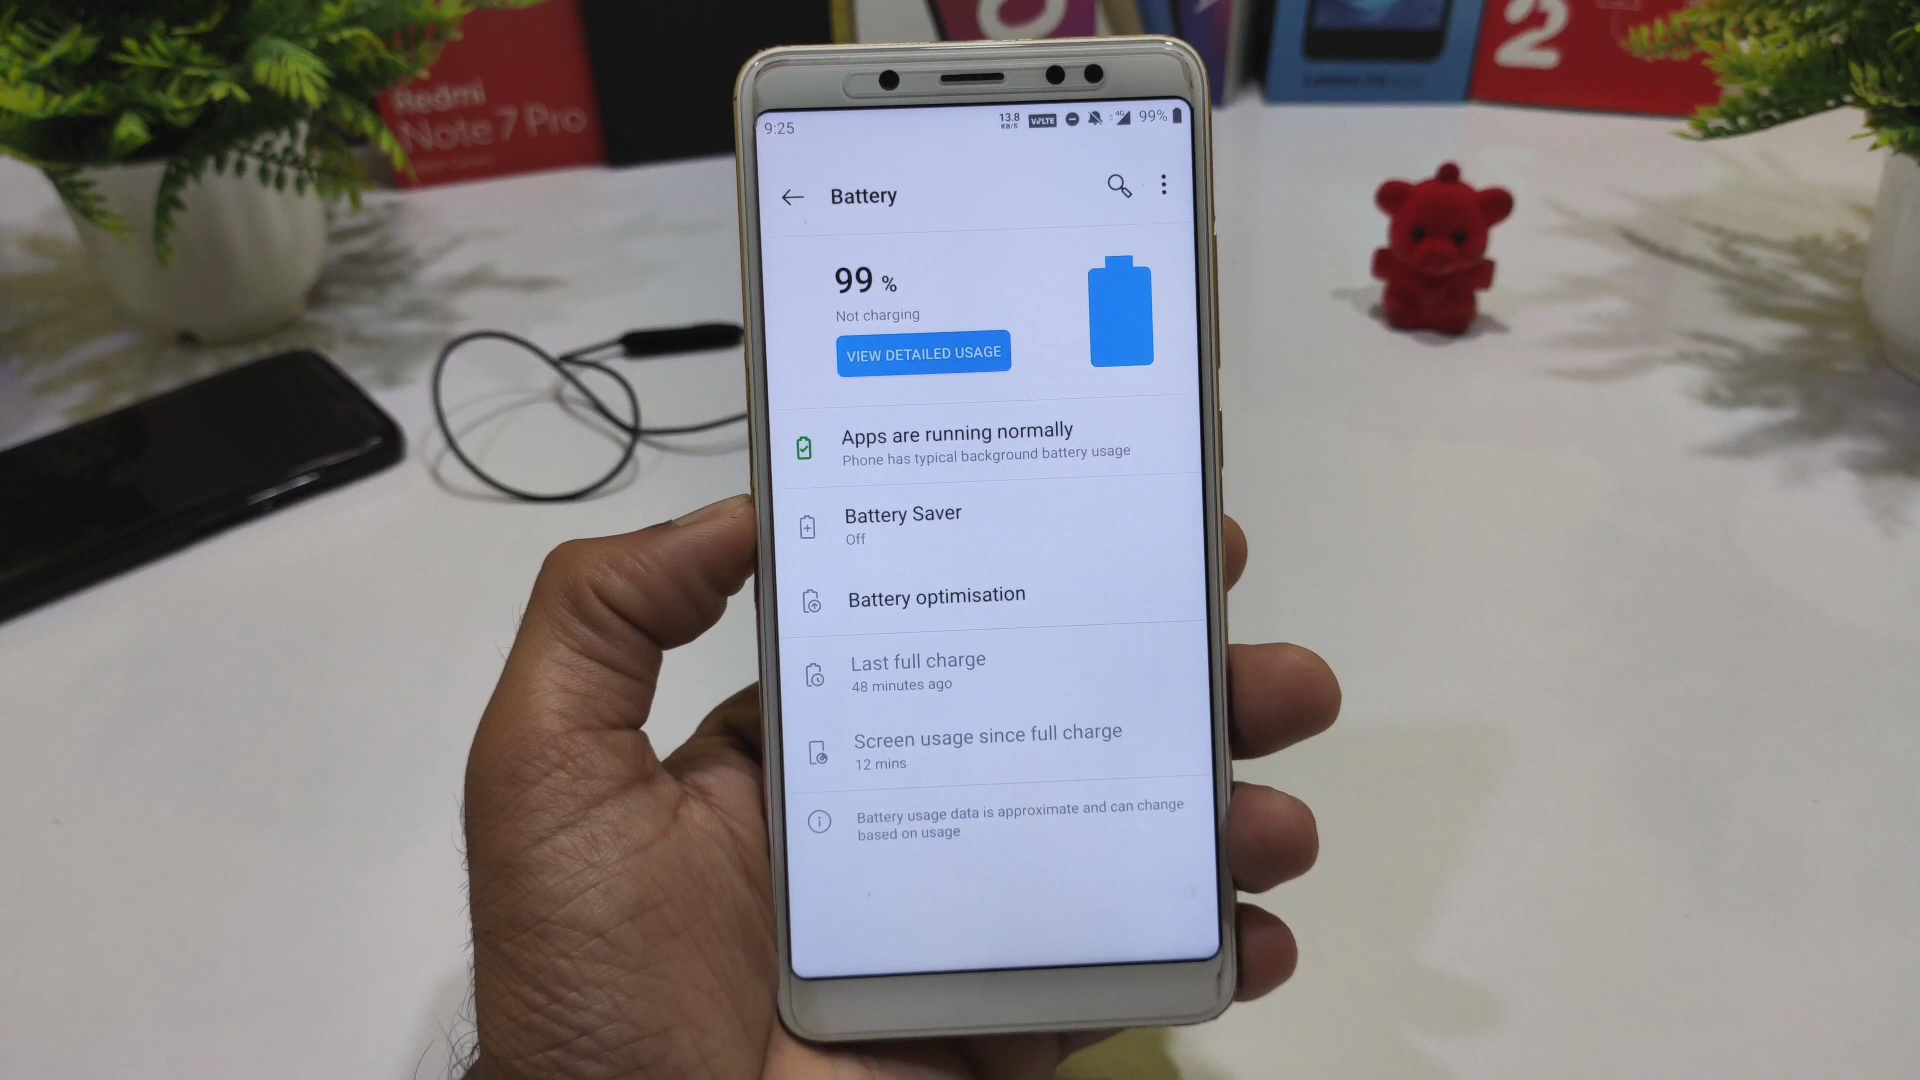 Redmi
Note 7 Pro
2
9:25
13.8
KB/S
VoLTE
4G
99%
Battery
99 %
Not charging
VIEW DETAILED USAGE
Apps are running normally
Phone has typical background battery usage
Battery Saver
Off
Battery optimisation
Last full charge
48 minutes ago
Screen usage since full charge
12 mins
Battery usage data is approximate and can change
based on usage